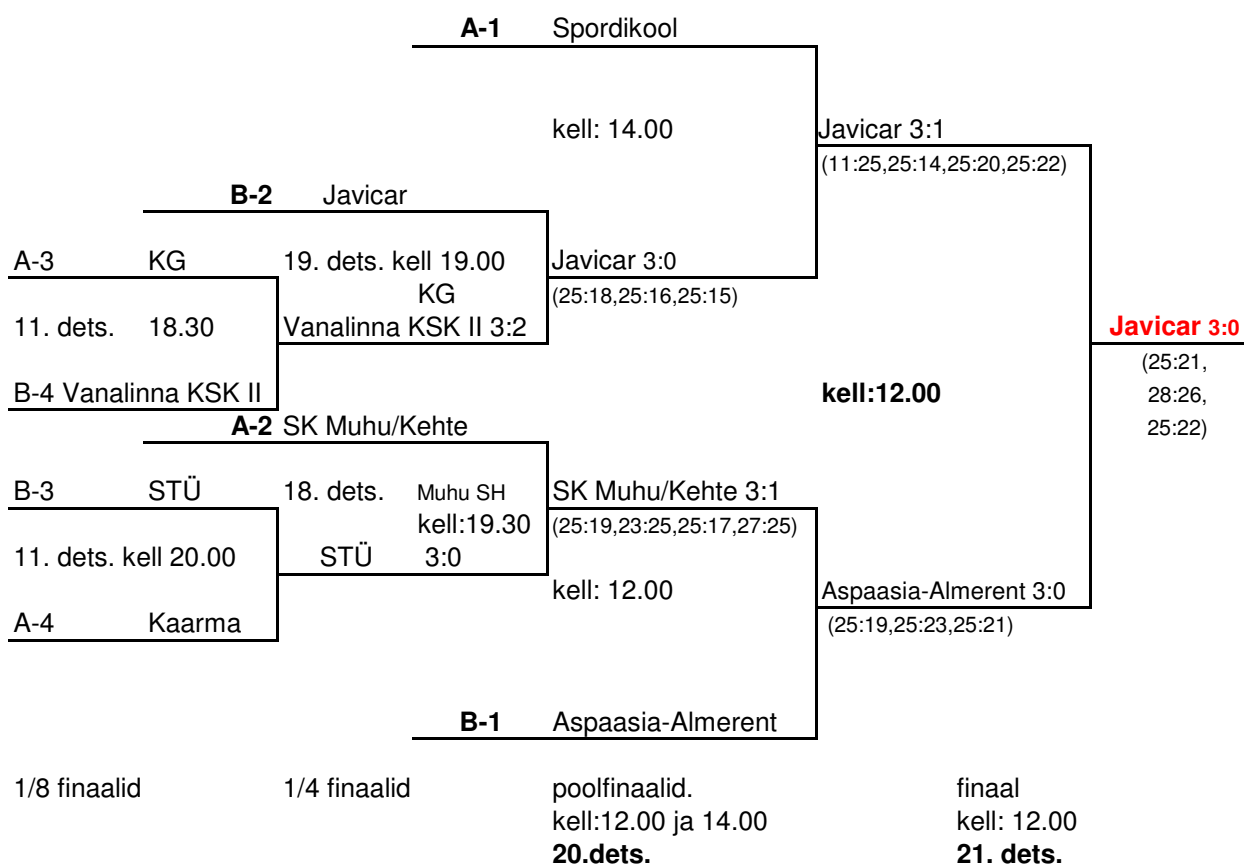 A-1 Spordikool
kell: 14.00 Javicar 3:1
(11:25,25:14,25:20,25:22)
B-2 Javicar
A-3 KG 19. dets. kell 19.00 Javicar 3:0
KG (25:18,25:16,25:15)
11. dets. 18.30 Vanalinna KSK II 3:2 Javicar 3:0
(25:21,
B-4 Vanalinna KSK II kell:12.00 28:26,
A-2 SK Muhu/Kehte 25:22)
B-3 STÜ 18. dets. Muhu SH SK Muhu/Kehte 3:1
kell:19.30 (25:19,23:25,25:17,27:25)
11. dets. kell 20.00 STÜ 3:0
kell: 12.00 Aspaasia-Almerent 3:0
A-4 Kaarma (25:19,25:23,25:21)
B-1 Aspaasia-Almerent
1/8 finaalid 1/4 finaalid poolfinaalid. finaal
kell:12.00 ja 14.00 kell: 12.00
20.dets. 21. dets.